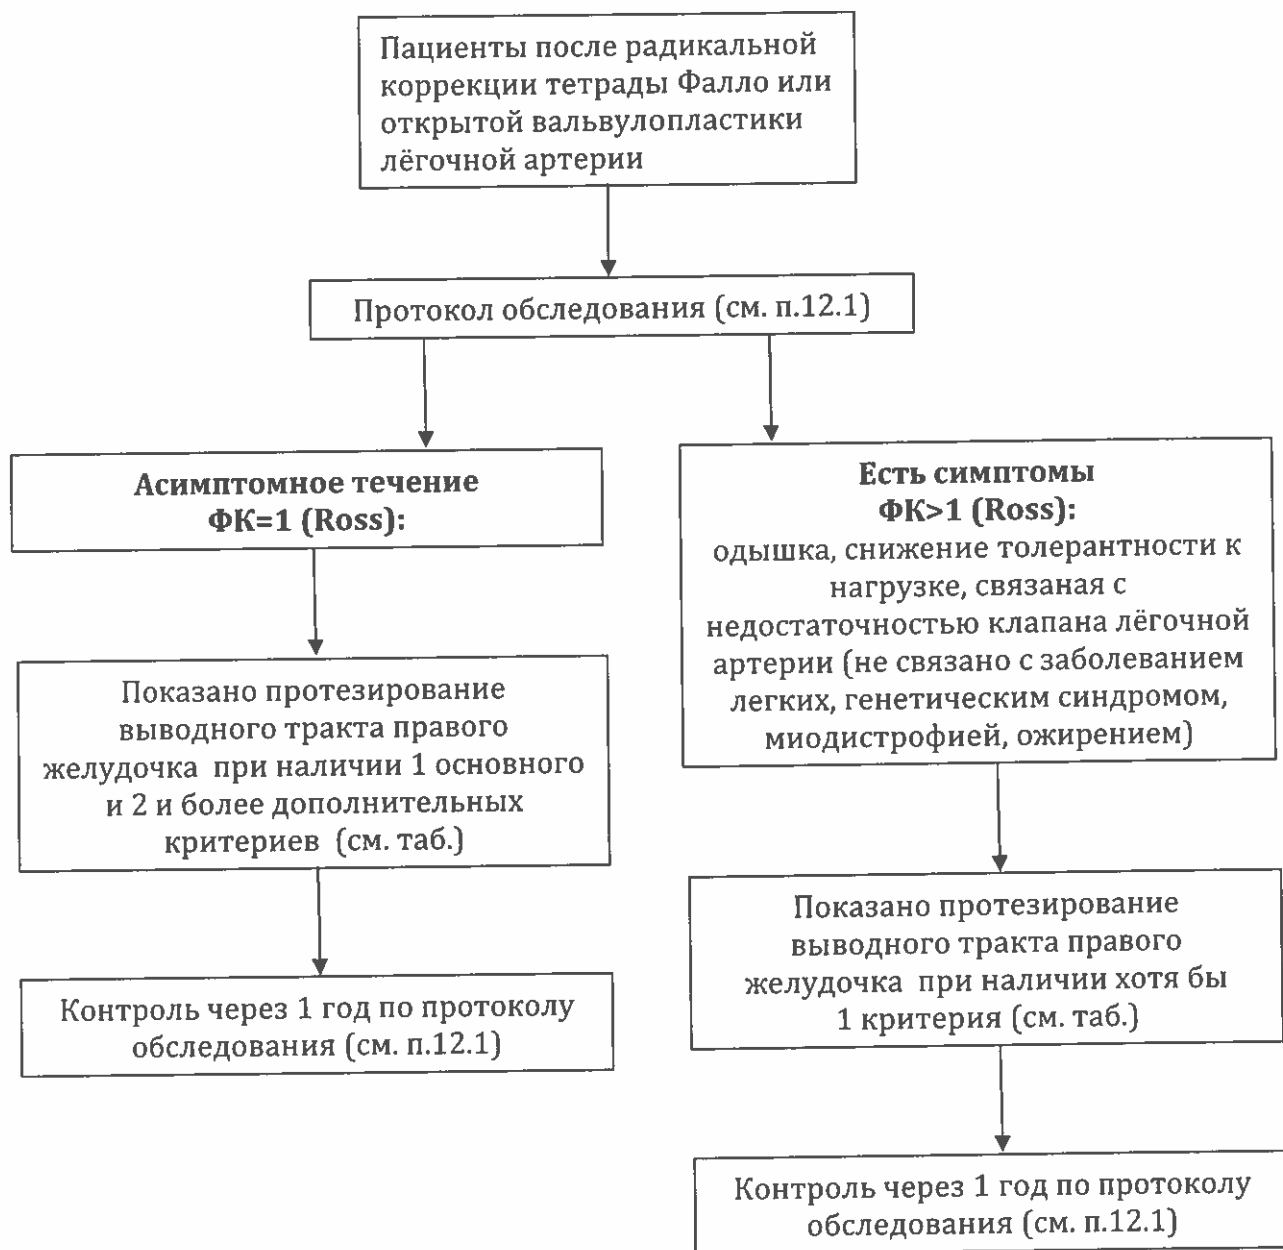 Пациенты после радикальной
коррекции тетрады Фалло или
открытой вальвулопластики
лёгочной артерии
Протокол обследования (см. п.12.1)
Асимптомное течение
ФК=1 (Ross):
Показано протезирование
выводного тракта правого
желудочка при наличии 1 основного
и 2 и более дополнительных
критериев (см. таб.)
Контроль через 1 год по протоколу
обследования (см. п.12.1)
Есть симптомы
ФК>1 (Ross):
одышка, снижение толерантности к
нагрузке, связаная с
недостаточностью клапана лёгочной
артерии (не связано с заболеванием
легких, генетическим синдромом,
миодистрофией, ожирением)
Показано протезирование
выводного тракта правого
желудочка при наличии хотя бы
1 критерия (см. таб.)
Контроль через 1 год по протоколу
обследования (см. п.12.1)